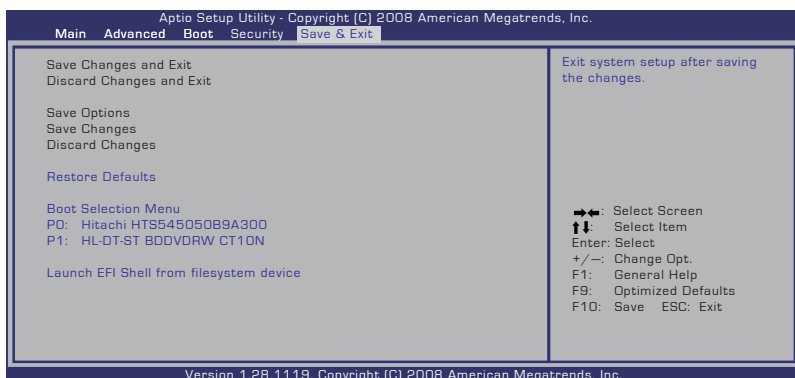 Aptio Setup Utility - Copyright (C) 2008 American Megatrends, Inc.
Main Advanced Boot Security Save & Exit
Save Changes and Exit
Discard Changes and Exit
Save Options
Save Changes
Discard Changes
Restore Defaults
Boot Selection Menu
P0: Hitachi HTS545050B9A300
P1: HL-DT-ST BDDVDRW CT10N
Launch EFI Shell from filesystem device
Exit system setup after saving
the changes.
→←: Select Screen
↑↓: Select Item
Enter: Select
+/—: Change Opt.
F1: General Help
F9: Optimized Defaults
F10: Save ESC: Exit
Version 1.28.1119. Copyright (C) 2008 American Megatrends, Inc.